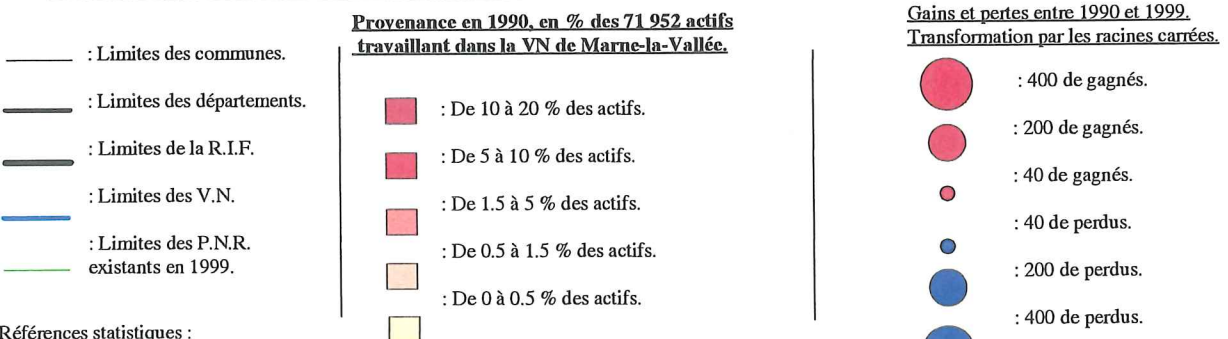 : Limites des communes.
: Limites des départements.
: Limites de la R.I.F.
: Limites des V.N.
: Limites des P.N.R.
existants en 1999.
Références statistiques :
Provenance en 1990, en % des 71 952 actifs
travaillant dans la VN de Marne-la-Vallée.
: De 10 à 20 % des actifs.
: De 5 à 10 % des actifs.
: De 1.5 à 5 % des actifs.
: De 0.5 à 1.5 % des actifs.
: De 0 à 0.5 % des actifs.
Gains et pertes entre 1990 et 1999.
Transformation par les racines carrées.
: 400 de gagnés.
: 200 de gagnés.
: 40 de gagnés.
: 40 de perdus.
: 200 de perdus.
: 400 de perdus.